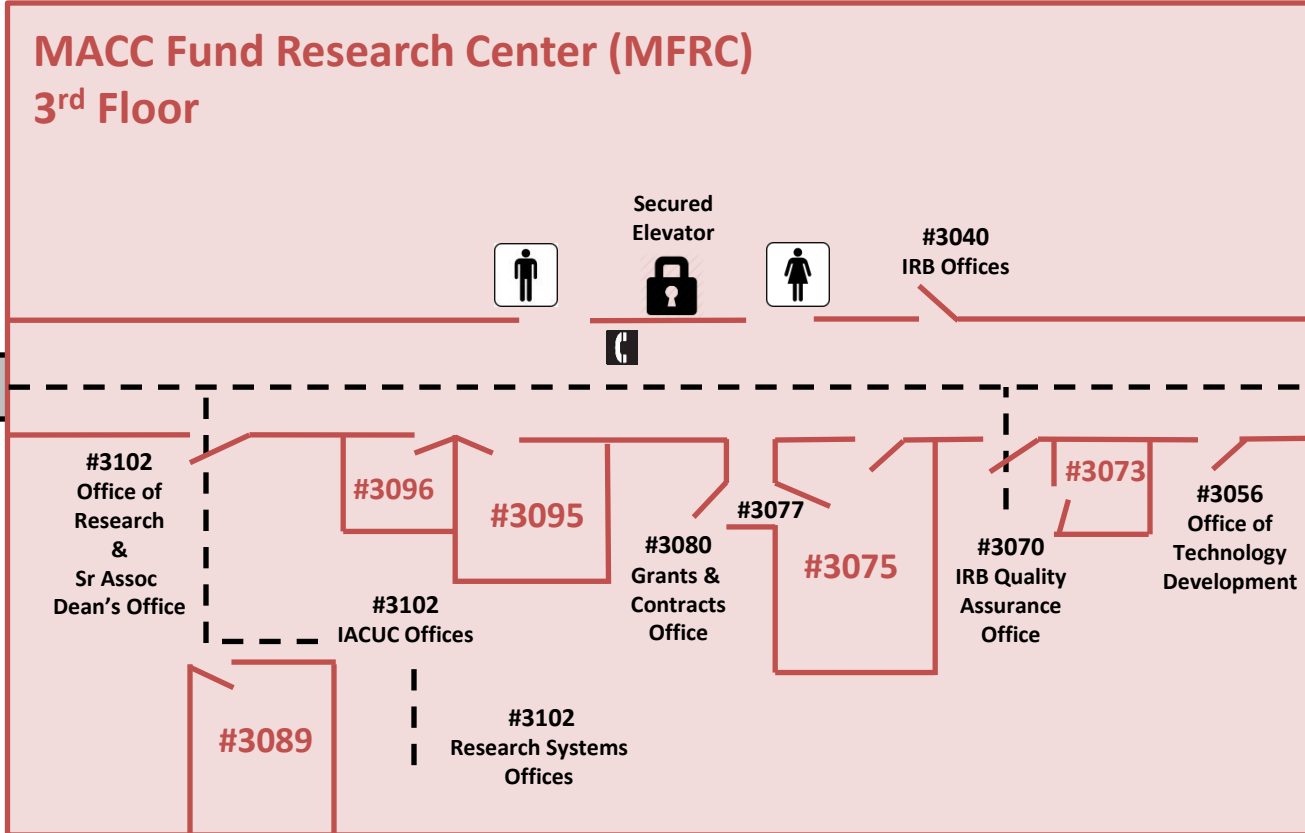 MACC Fund Research Center (MFRC)
3rd Floor
Secured
Elevator
#3040
IRB Offices
#3102
Office of
Research
&
Sr Assoc
Dean’s Office
#3096
#3095
#3102
IACUC Offices
#3089
#3102
Research Systems
Offices
#3080
Grants &
Contracts
Office
#3077
#3075
#3070
IRB Quality
Assurance
Office
#3073
#3056
Office of
Technology
Development